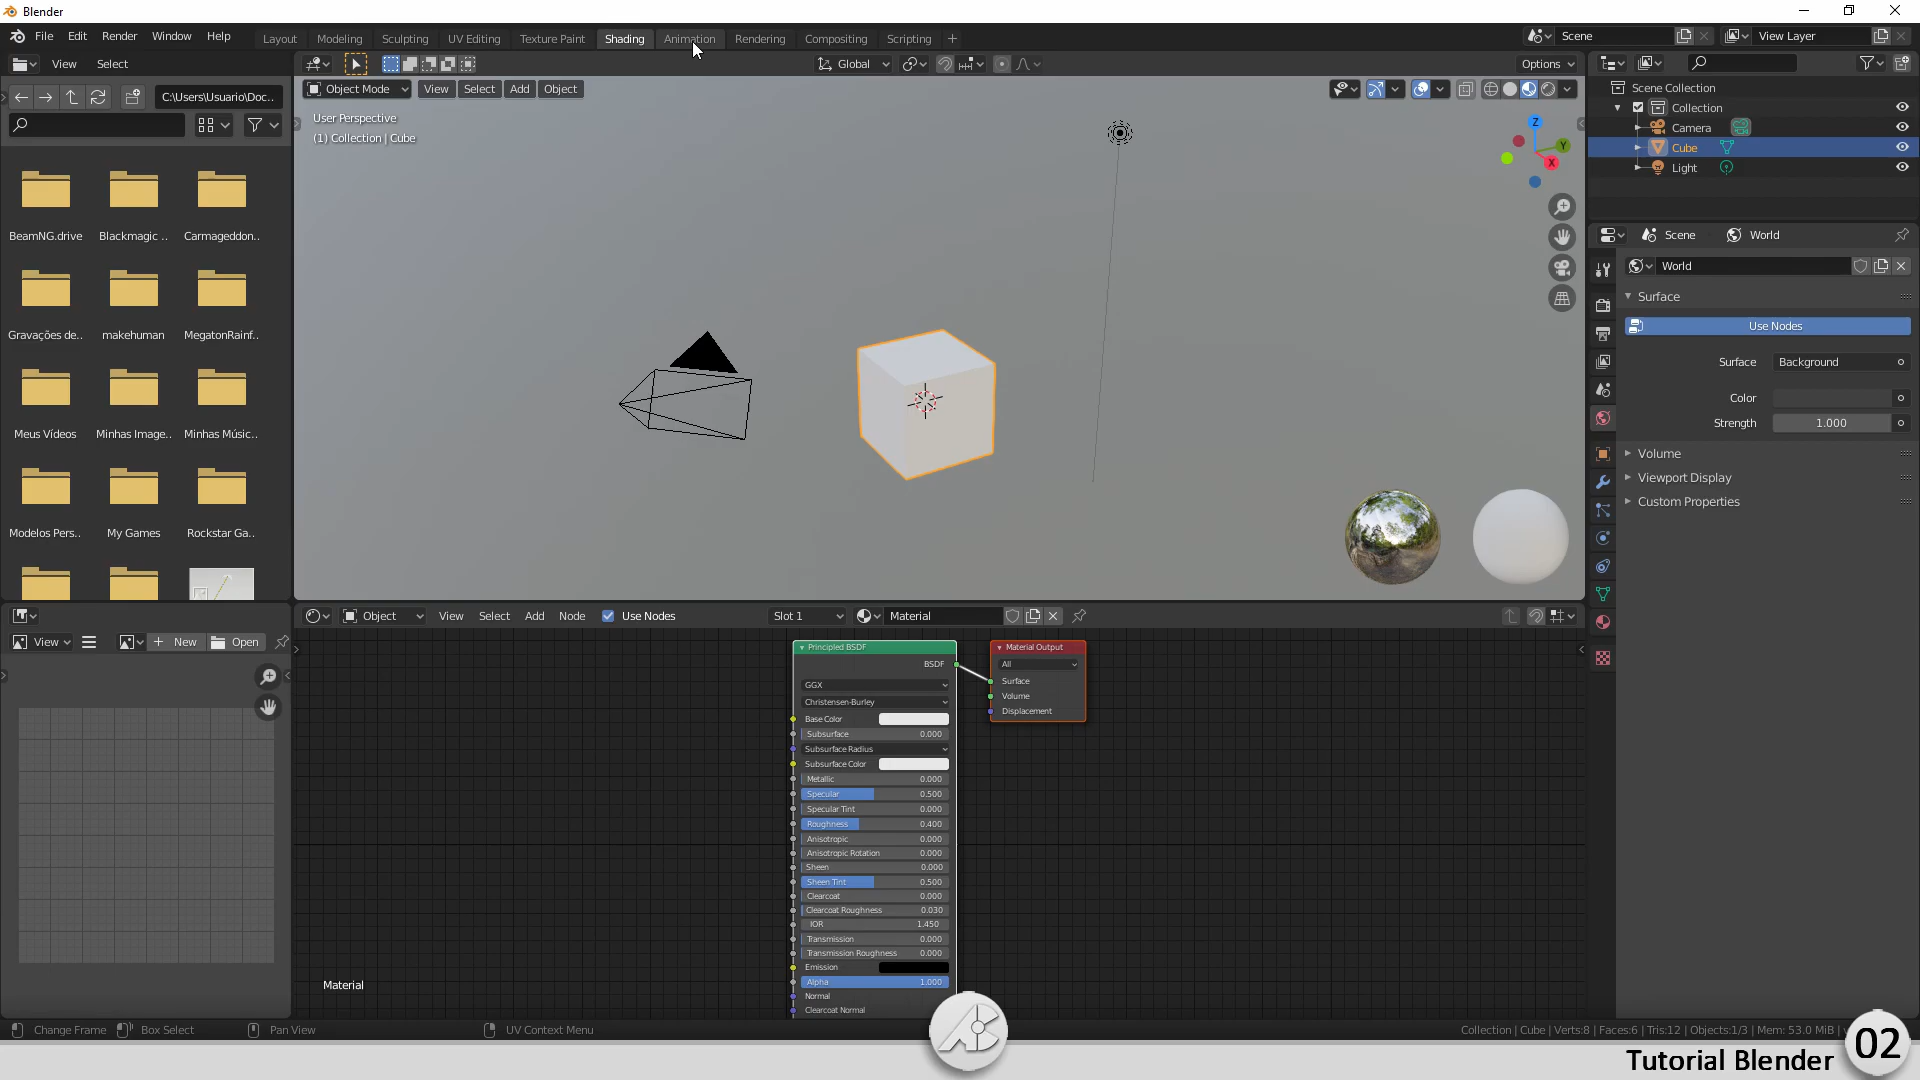 Blender
File Edit Render Window Help
Layout Modeling Sculpting UV Editing Texture Paint Shading Animation Rendering Compositing Scripting +
Scene
View Layer
View Select
Global
Options
C:\Users\Usuario\Doc..
Object Mode View Select Add Object
User Perspective
(1) Collection | Cube
Z
Y
X
BeamNG.drive Blackmagic .. Carmageddon..
Gravações de.. makehuman MegatonRainf..
Meus Vídeos Minhas Image.. Minhas Músic..
Modelos Pers.. My Games Rockstar Ga..
Scene Collection
Collection
Camera
Cube
Light
Scene World
World
Surface
Use Nodes
Surface Background
Color
Strength 1.000
Volume
Viewport Display
Custom Properties
Object View Select Add Node Use Nodes Slot 1 Material
View New Open
Principled BSDF
BSDF
GGX
Christensen-Burley
Base Color
Subsurface 0.000
Subsurface Radius
Subsurface Color
Metallic 0.000
Specular 0.500
Specular Tint 0.000
Roughness 0.400
Anisotropic 0.000
Anisotropic Rotation 0.000
Sheen 0.000
Sheen Tint 0.500
Clearcoat 0.000
Clearcoat Roughness 0.030
IOR 1.450
Transmission 0.000
Transmission Roughness 0.000
Emission
Alpha 1.000
Normal
Clearcoat Normal
Material Output
All
Surface
Volume
Displacement
Material
Change Frame Box Select Pan View UV Context Menu
Collection | Cube | Verts:8 | Faces:6 | Tris:12 | Objects:1/3 | Mem: 53.0 MiB |
Tutorial Blender 02